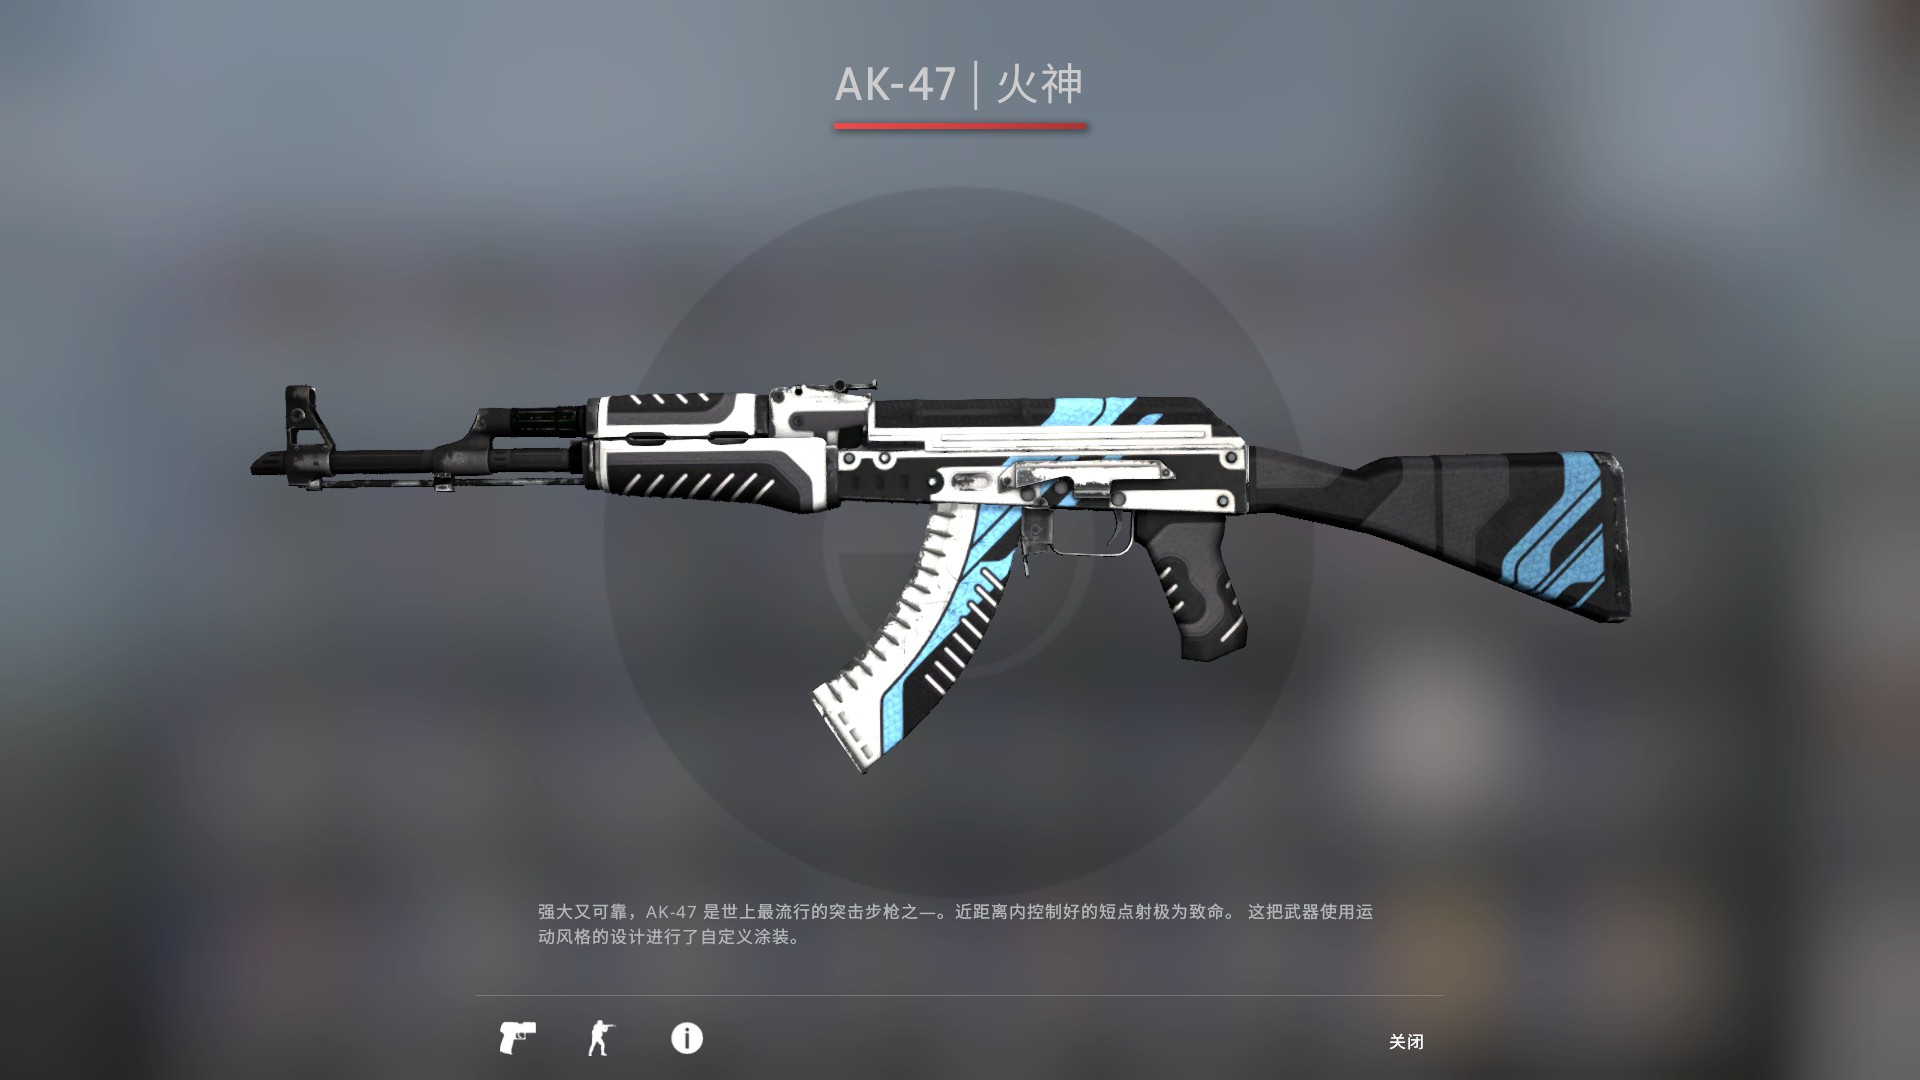 AK-47 | 火神
强大又可靠，AK-47 是世上最流行的突击步枪之一。近距离内控制好的短点射极为致命。 这把武器使用运
动风格的设计进行了自定义涂装。
关闭